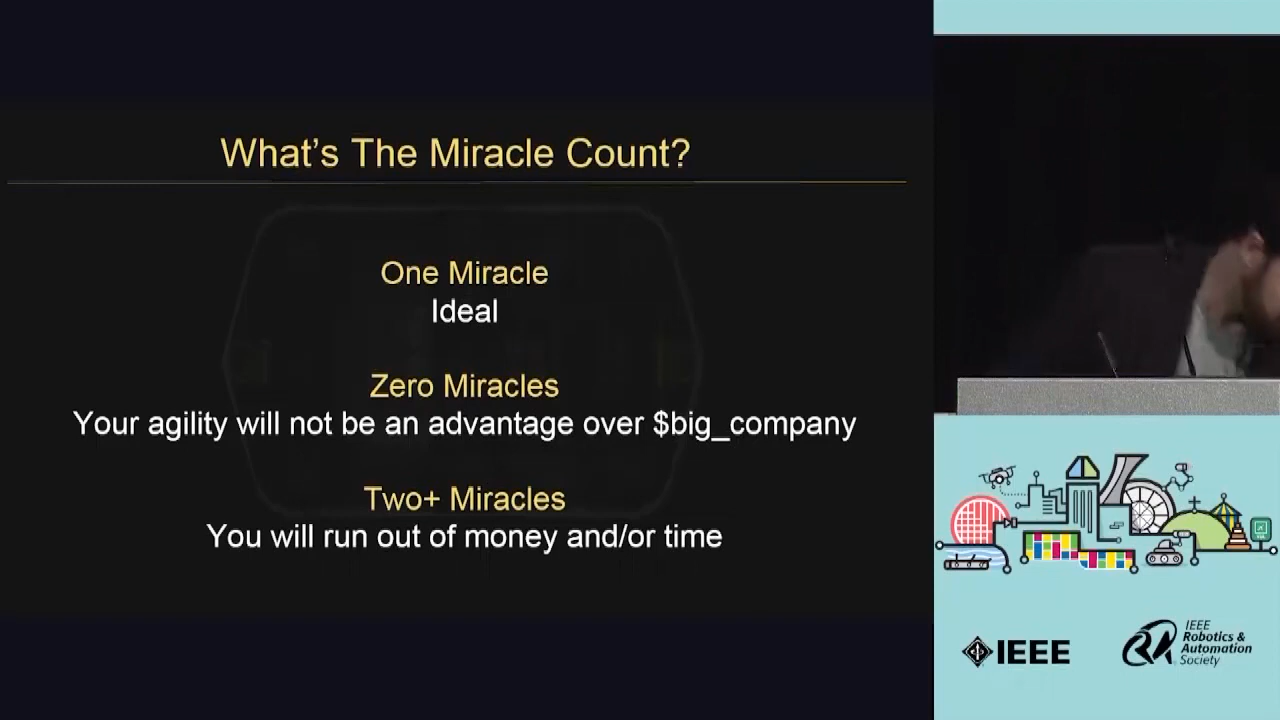 What's The Miracle Count?
One Miracle
Ideal
Zero Miracles
Your agility will not be an advantage over $big_company
Two+ Miracles
You will run out of money and/or time
IEEE
IEEE
Robotics &
Automation
Society